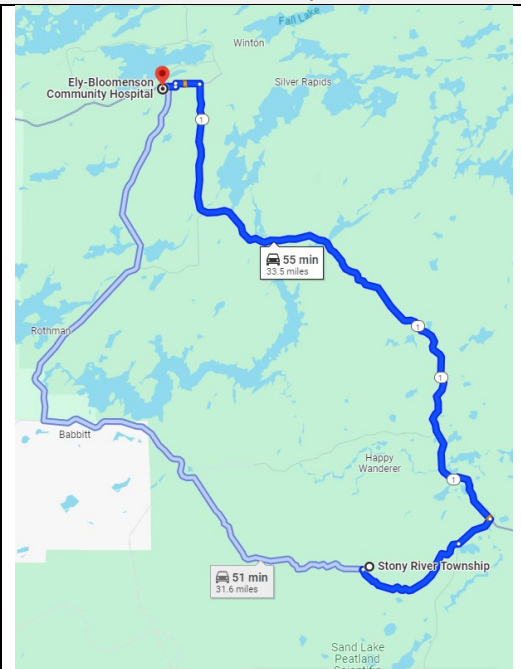 Fall Lake
Winton
Ely-Bloomenson
Community Hospital
Silver Rapids
1
55 min
33.5 miles
1
Rothman
1
Babbitt
Happy
Wanderer
1
Stony River Township
51 min
31.6 miles
Sand Lake
Peatland
Scientific